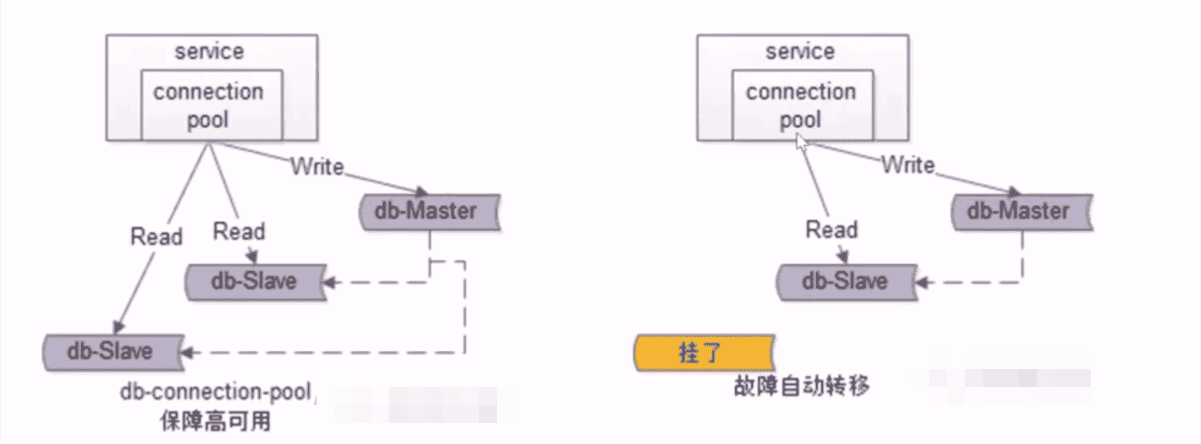 service
connection
pool
Write
db-Master
Read
Read
db-Slave
db-Slave
db-connection-pool
保障高可用
service
connection
pool
Write
db-Master
Read
db-Slave
挂了
故障自动转移